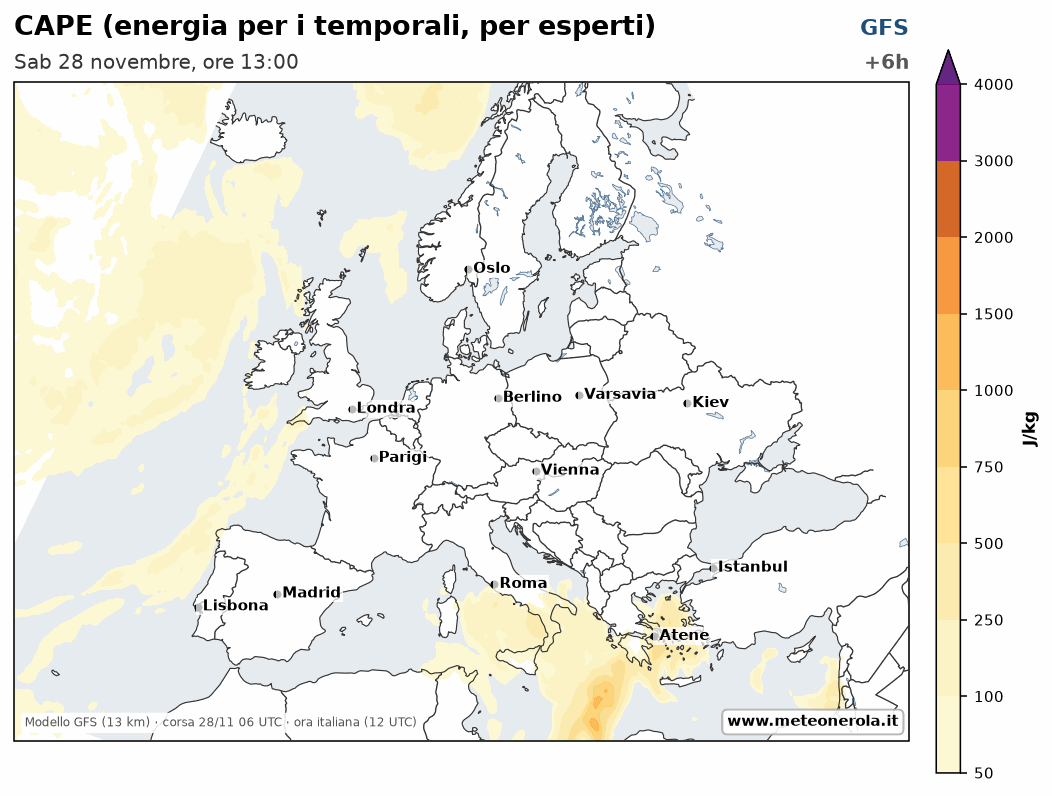 CAPE (energia per i temporali, per esperti)
GFS
Sab 28 novembre, ore 13:00
+6h
4000
3000
2000
1500
1000
750
500
250
100
50
J/kg
Oslo
Berlino
Varsavia
Kiev
Londra
Parigi
Vienna
Istanbul
Roma
Madrid
Lisbona
Atene
Modello GFS (13 km) · corsa 28/11 06 UTC · ora italiana (12 UTC)
www.meteonerola.it